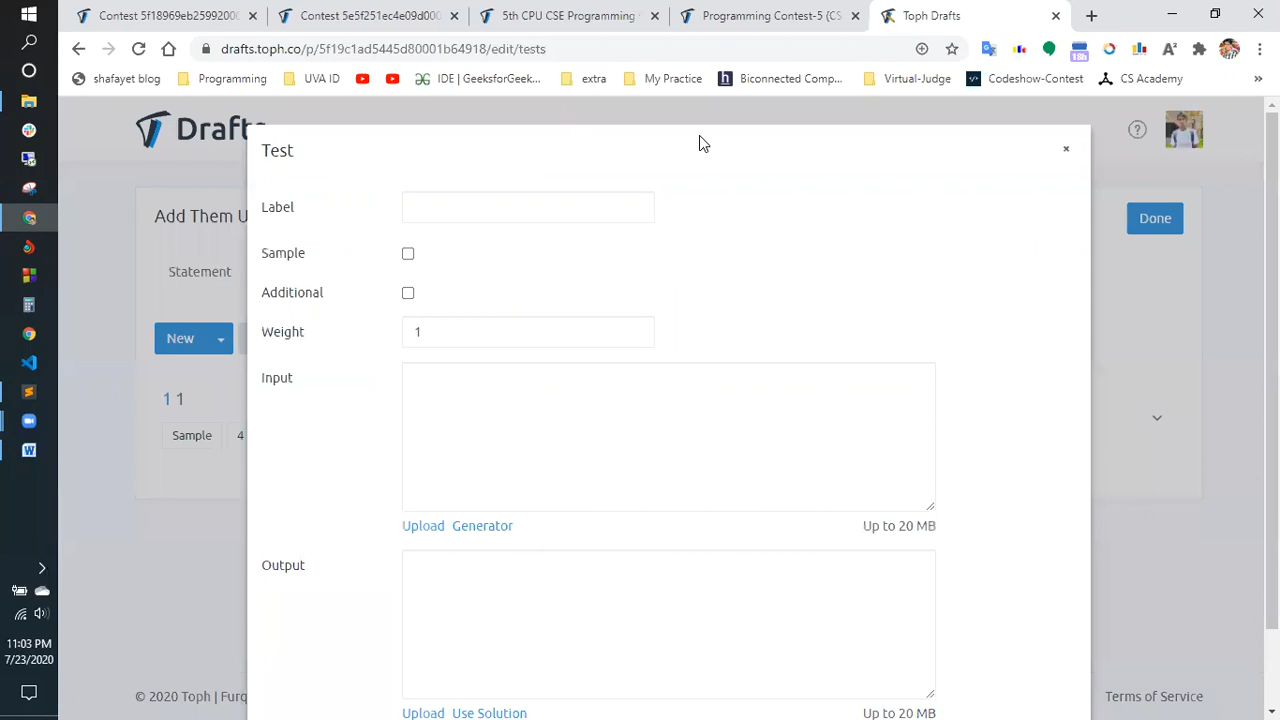 Contest 5f18969eb25992000
Contest 5e5f251ec4e09d000
5th CPU CSE Programming
Programming Contest-5 (CS
Toph Drafts
drafts.toph.co/p/5f19c1ad5445d80001b64918/edit/tests
18h
shafayet blog
Programming
UVA ID
IDE | GeeksforGeek...
extra
My Practice
Biconnected Comp...
Virtual-Judge
Codeshow-Contest
CS Academy
Drafts
Test
Label
Add Them U
Done
Sample
Statement
Additional
Weight
1
New
Input
1 1
Sample
4
Upload
Generator
Up to 20 MB
Output
11:03 PM
7/23/2020
© 2020 Toph | Furq
Terms of Service
Upload
Use Solution
Up to 20 MB